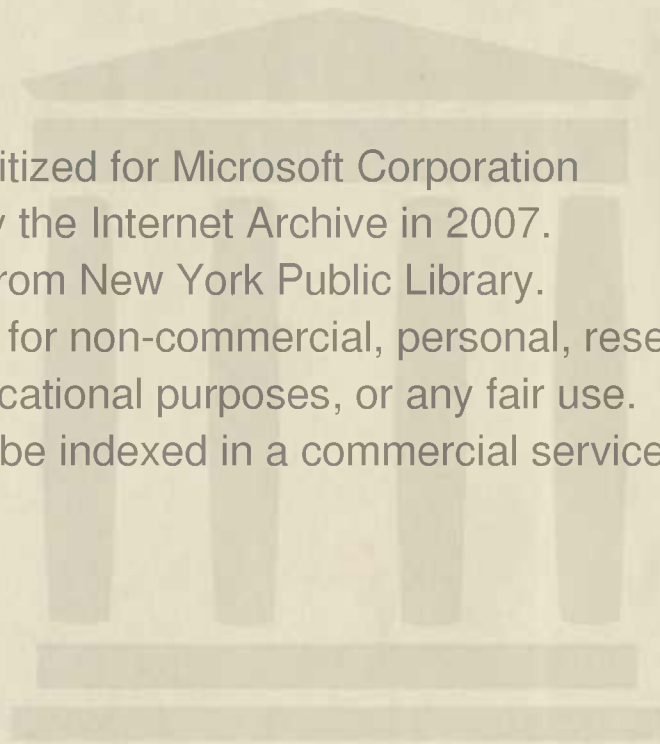 itized for Microsoft Corporation
y the Internet Archive in 2007.
rom New York Public Library.
for non-commercial, personal, rese
cational purposes, or any fair use.
be indexed in a commercial service